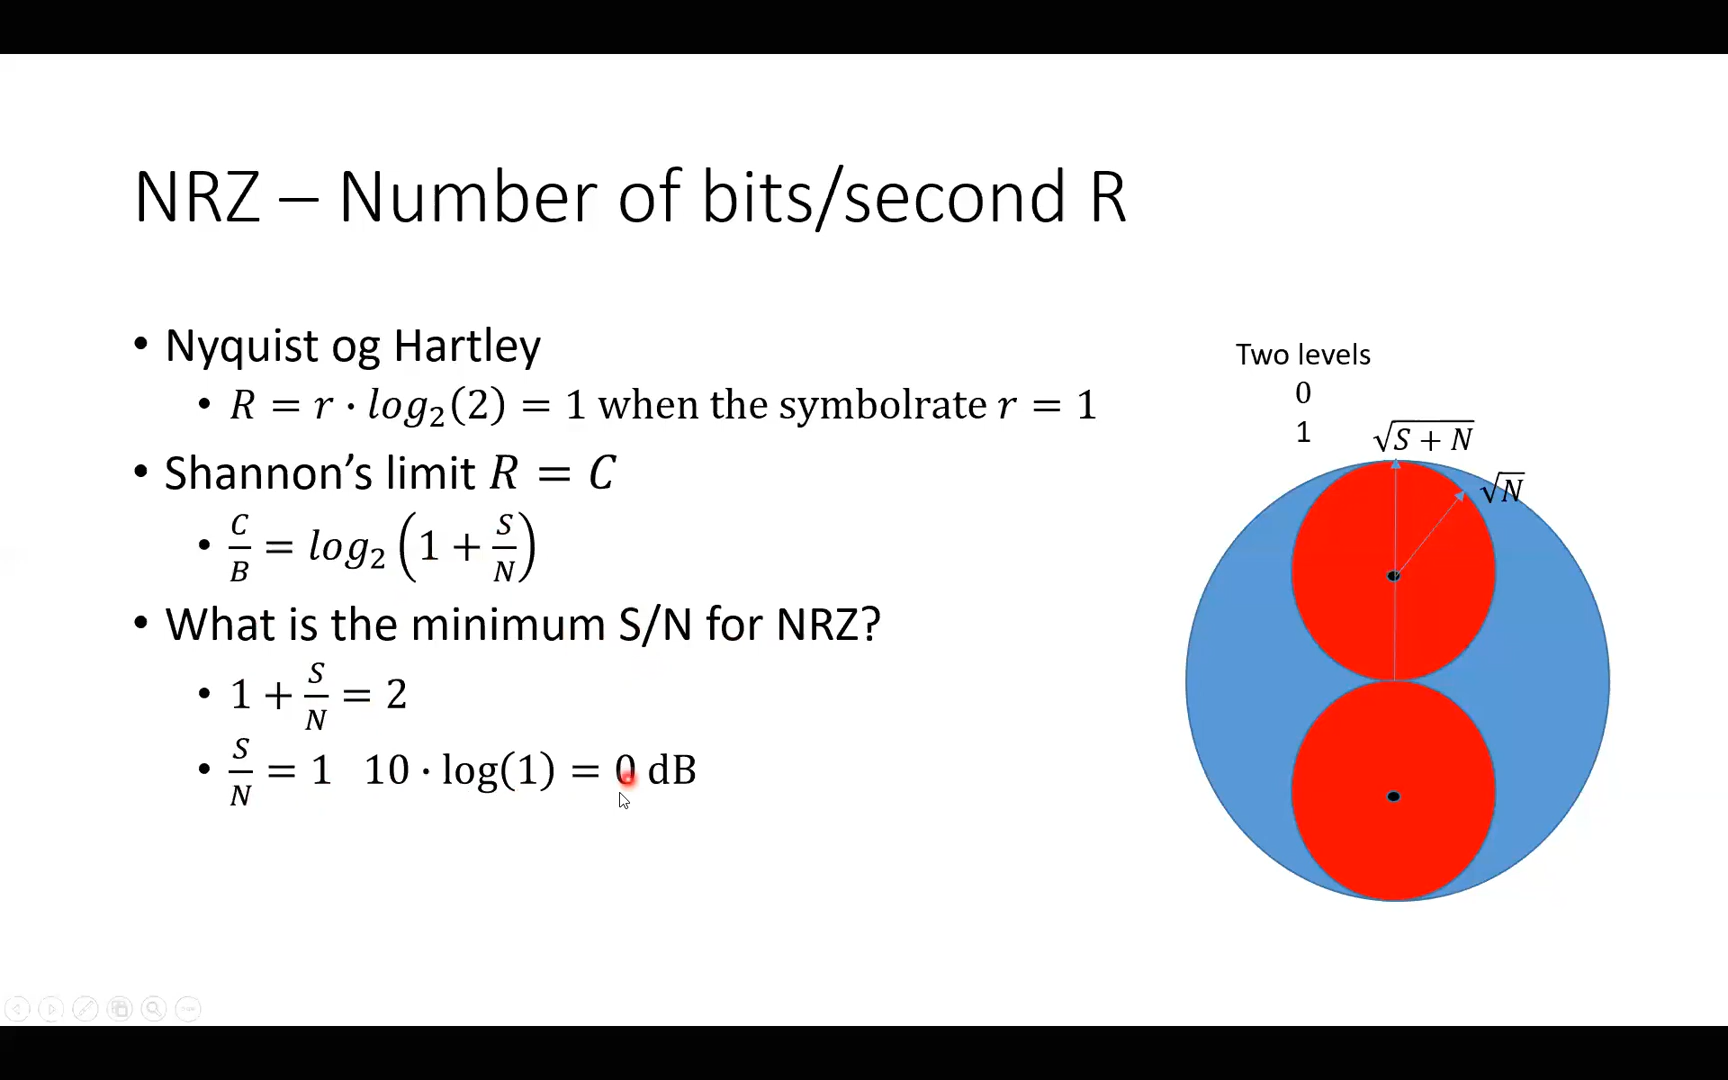 NRZ – Number of bits/second R
• Nyquist og Hartley
• R = r · log₂(2) = 1 when the symbolrate r = 1
• Shannon's limit R = C
• C/B = log₂(1 + S/N)
• What is the minimum S/N for NRZ?
• 1 + S/N = 2
• S/N = 1 10 · log(1) = 0 dB
Two levels
0
1
√(S + N)
√N